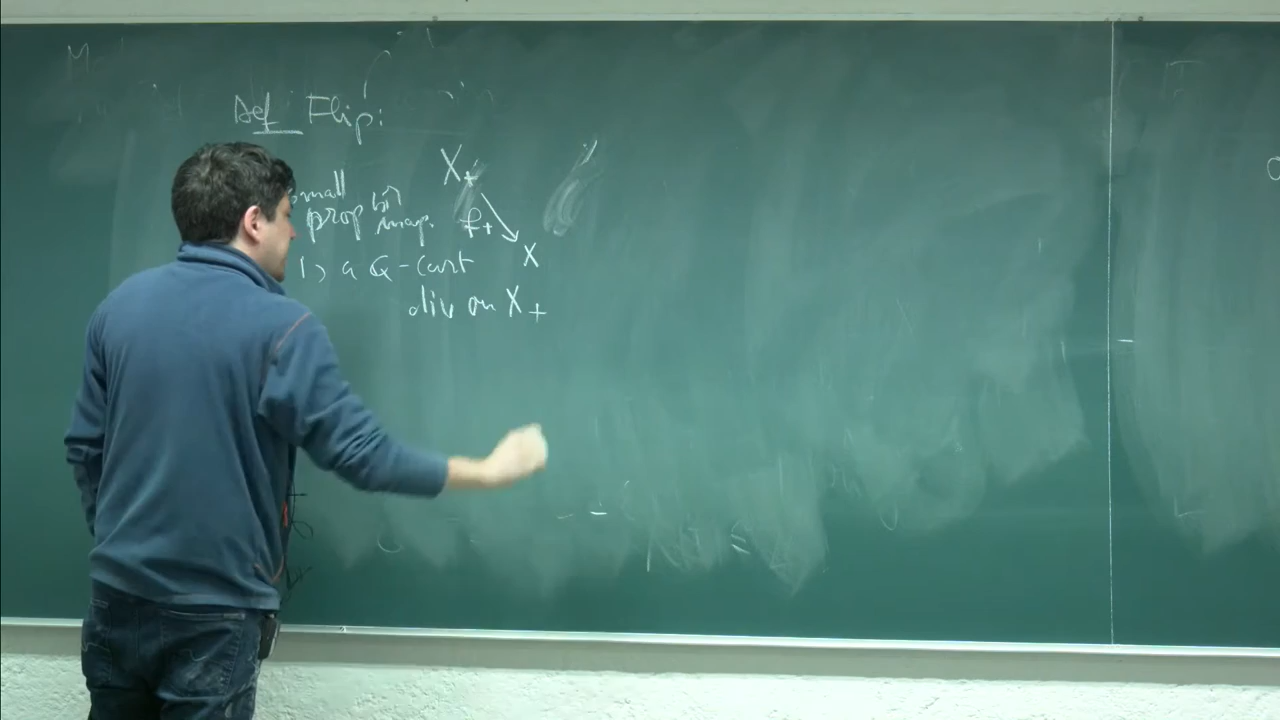 Def Flip:
X+
small
prop bir
map. f+
X
is a Q-Cart
div on X+